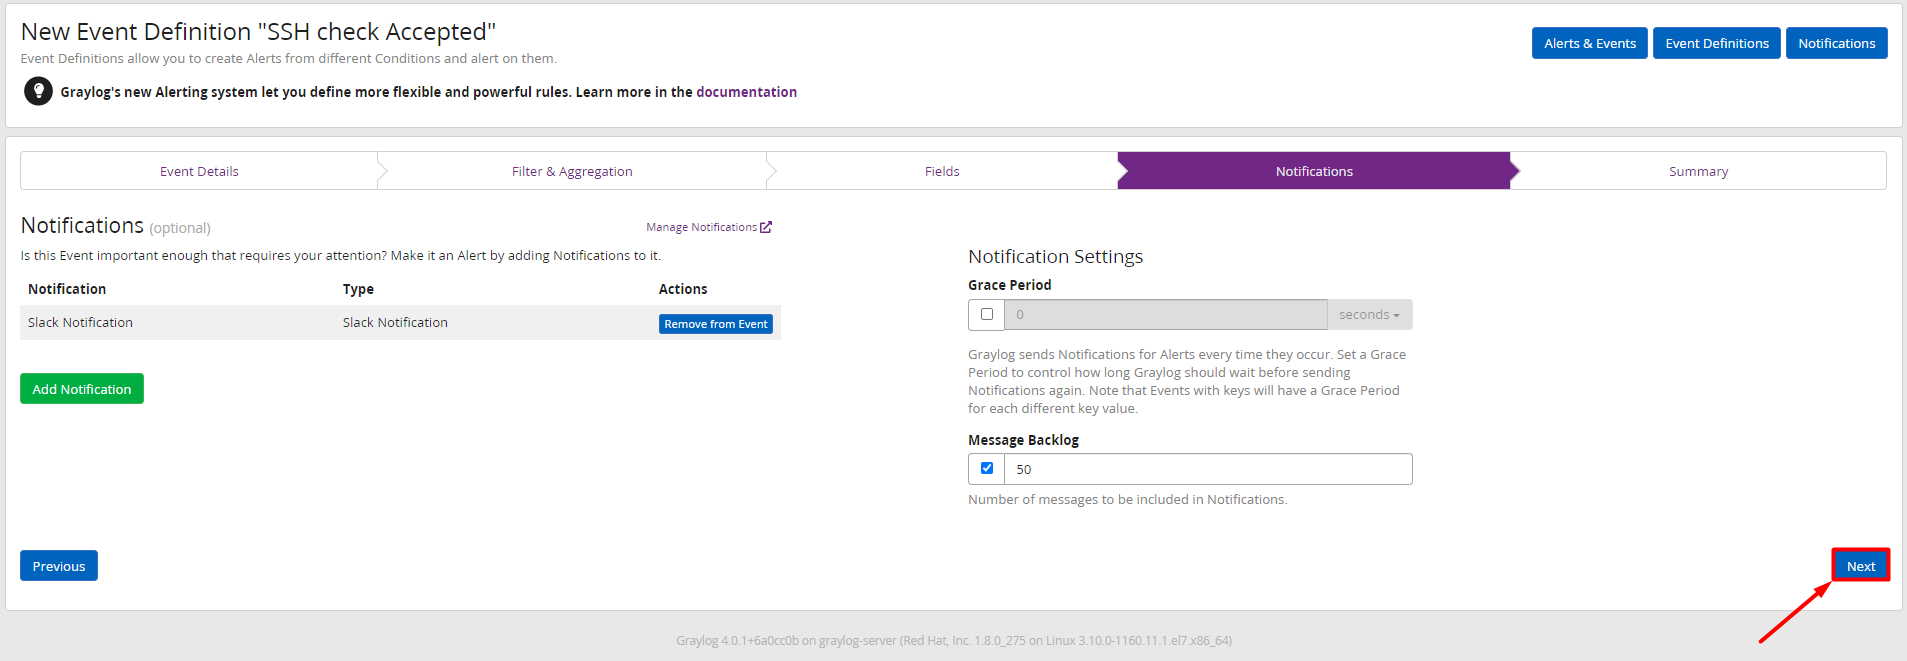 New Event Definition "SSH check Accepted"
Event Definitions allow you to create Alerts from different Conditions and alert on them.
Alerts & Events
Event Definitions
Notifications
Graylog's new Alerting system let you define more flexible and powerful rules. Learn more in the documentation
Event Details
Filter & Aggregation
Fields
Notifications
Summary
Notifications (optional)
Manage Notifications
Is this Event important enough that requires your attention? Make it an Alert by adding Notifications to it.
Notification Type Actions
Slack Notification Slack Notification Remove from Event
Add Notification
Notification Settings
Grace Period
0 seconds
Graylog sends Notifications for Alerts every time they occur. Set a Grace
Period to control how long Graylog should wait before sending
Notifications again. Note that Events with keys will have a Grace Period
for each different key value.
Message Backlog
50
Number of messages to be included in Notifications.
Previous
Next
Graylog 4.0.1+6a0cc0b on graylog-server (Red Hat, Inc. 1.8.0_275 on Linux 3.10.0-1160.11.1.el7.x86_64)